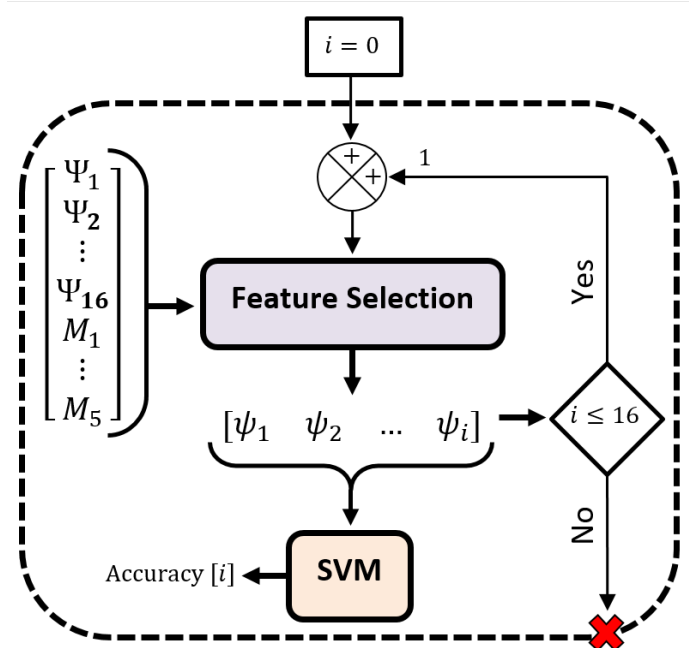 i = 0
+
+
1
Ψ₁
Ψ₂
⋮
Ψ₁₆
M₁
⋮
M₅
Feature Selection
Yes
[ψ₁ ψ₂ ... ψᵢ]
i ≤ 16
No
SVM
Accuracy [i]